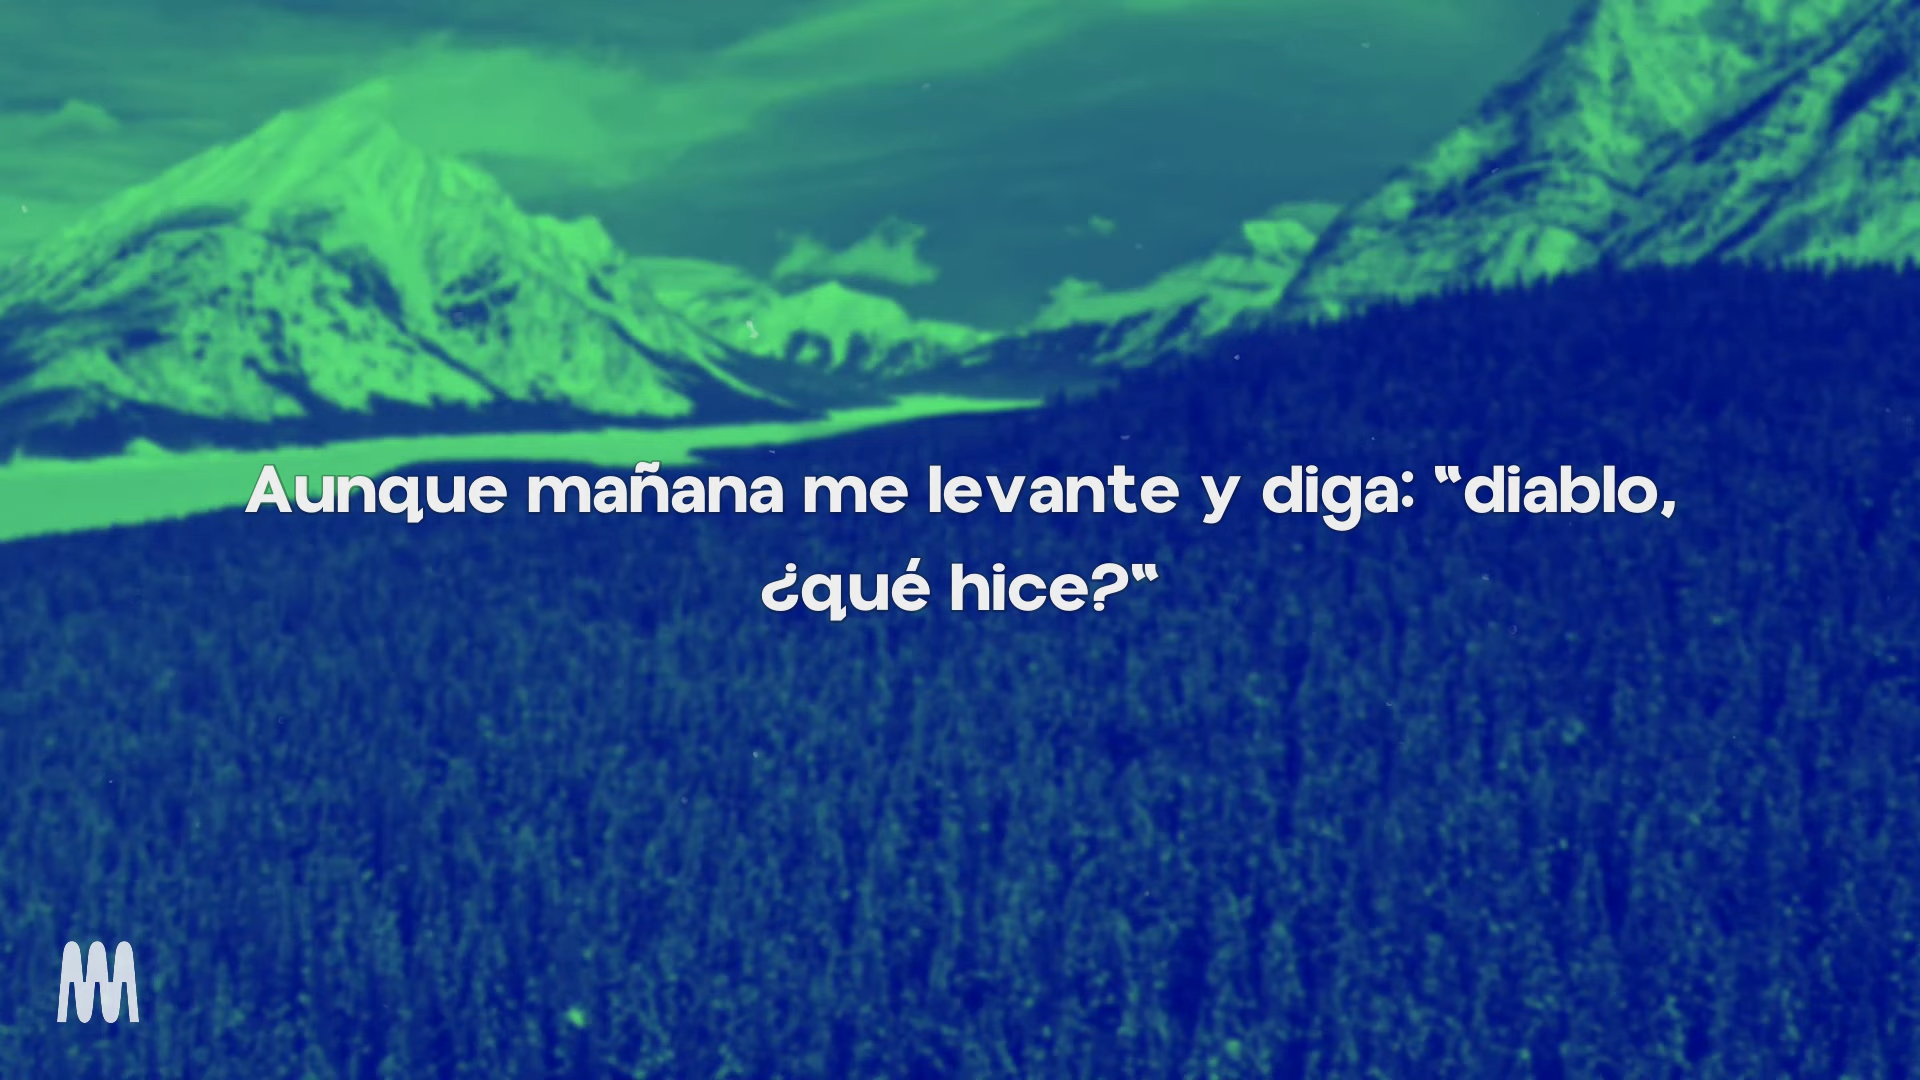 Aunque mañana me levante y diga: “diablo,
¿qué hice?“